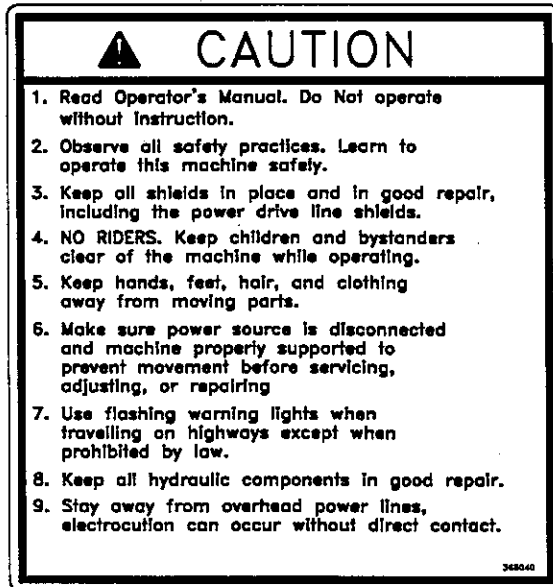 CAUTION
1. Read Operator's Manual. Do Not operate
without instruction.
2. Observe all safety practices. Learn to
operate this machine safely.
3. Keep all shields in place and in good repair,
including the power drive line shields.
4. NO RIDERS. Keep children and bystanders
clear of the machine while operating.
5. Keep hands, feet, hair, and clothing
away from moving parts.
6. Make sure power source is disconnected
and machine properly supported to
prevent movement before servicing,
adjusting, or repairing
7. Use flashing warning lights when
travelling on highways except when
prohibited by law.
8. Keep all hydraulic components in good repair.
9. Stay away from overhead power lines,
electrocution can occur without direct contact.